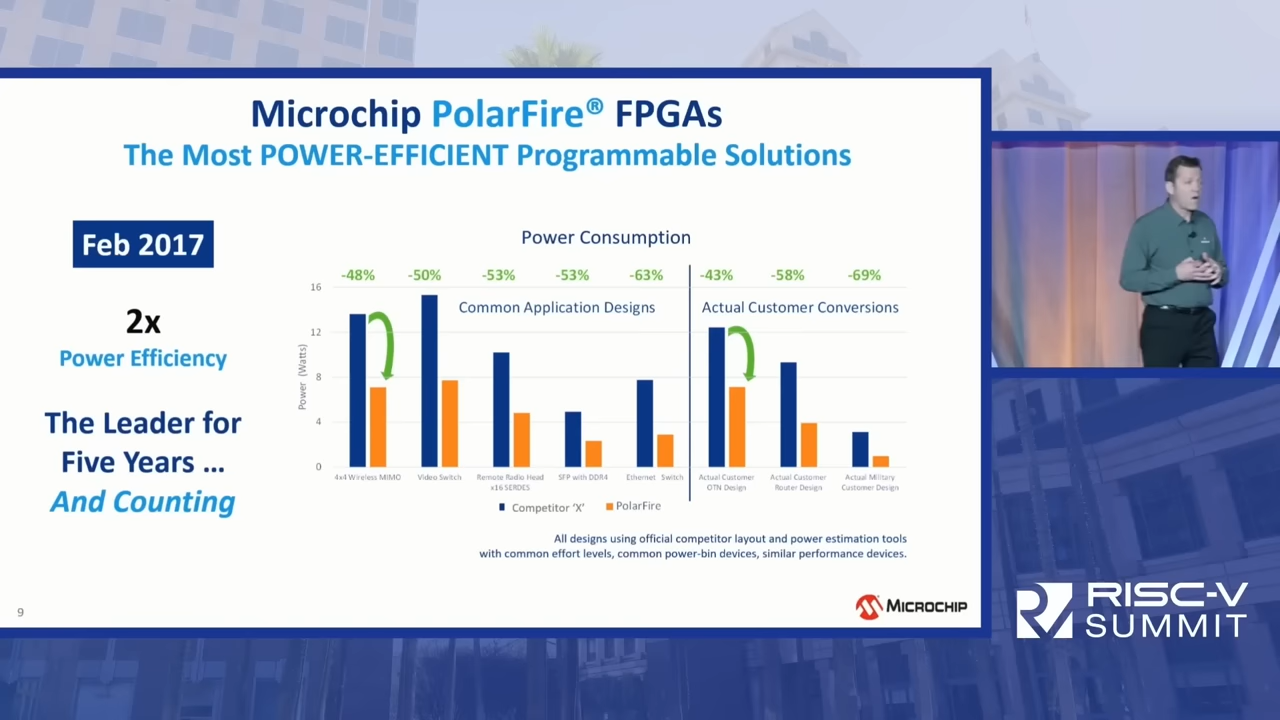 Microchip PolarFire® FPGAs
The Most POWER-EFFICIENT Programmable Solutions
Feb 2017
2x
Power Efficiency
The Leader for
Five Years ...
And Counting
Power Consumption
-48% -50% -53% -53% -63% -43% -58% -69%
Common Application Designs Actual Customer Conversions
16
12
8
4
0
Power (Watts)
4x4 Wireless MIMO Video Switch Remote Radio Head SFP with DDR4 Ethernet Switch Actual Customer Actual Customer Actual Military
x16 SERDES OTN Design Router Design Customer Design
Competitor 'X' PolarFire
All designs using official competitor layout and power estimation tools
with common effort levels, common power-bin devices, similar performance devices.
9
MICROCHIP
RISC-V
SUMMIT